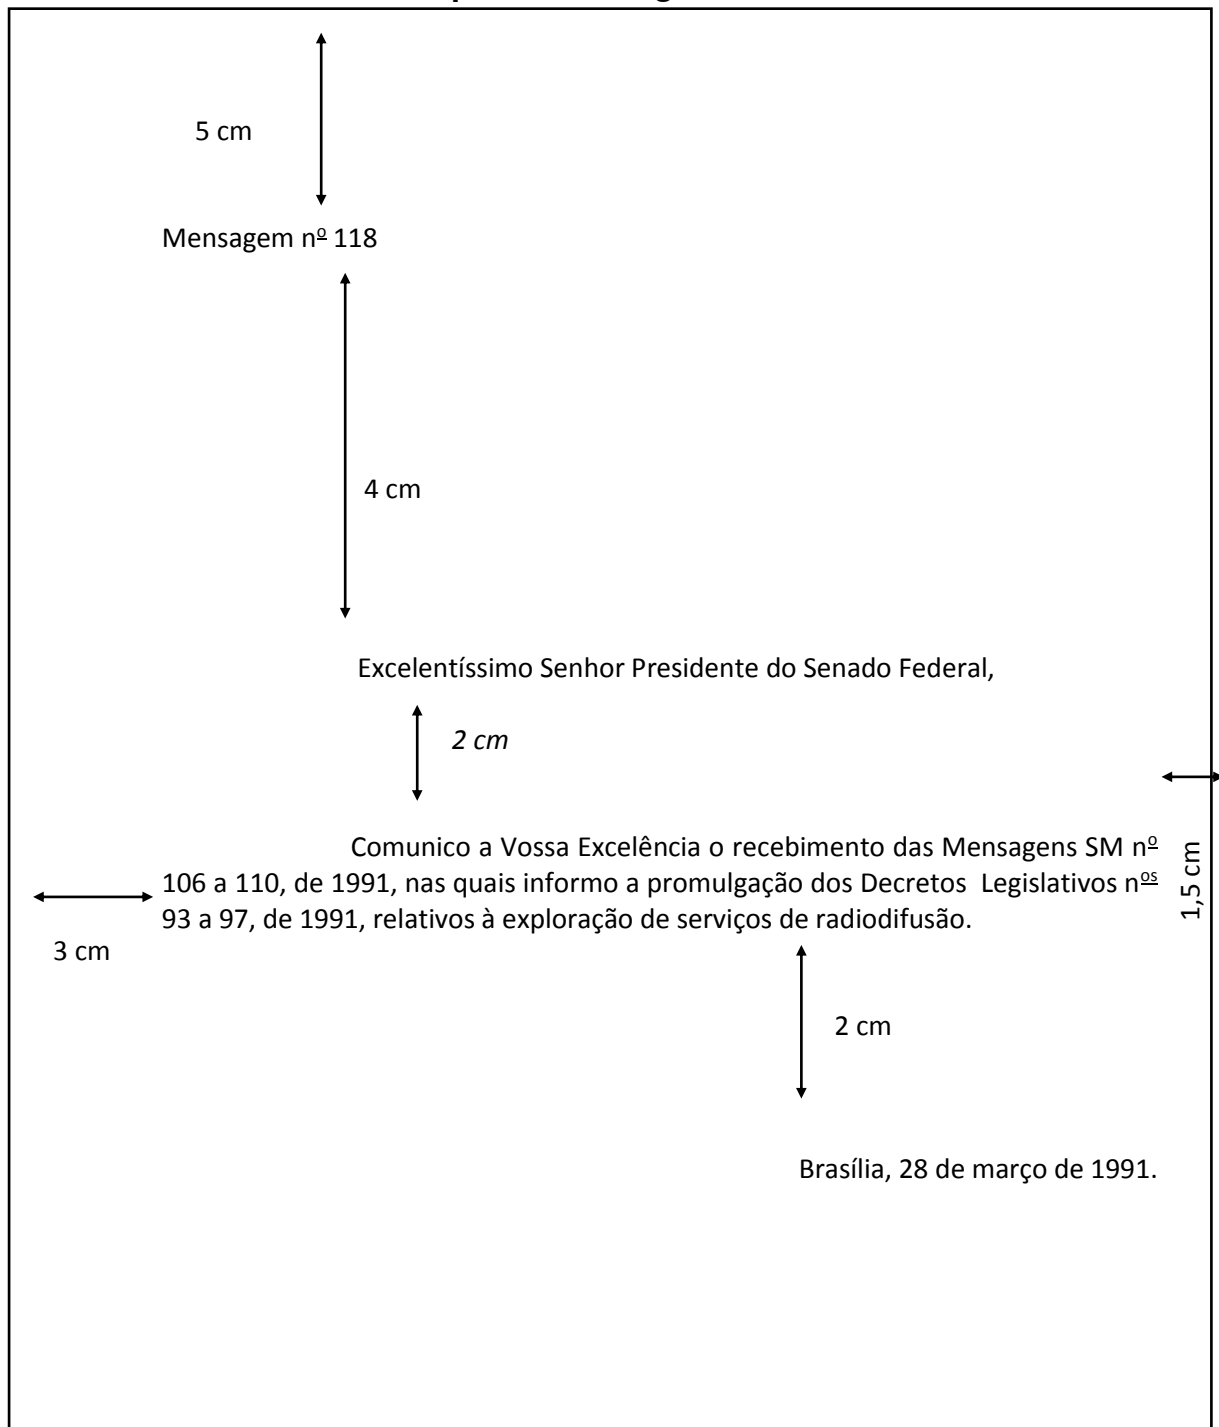 5 cm
Mensagem nº 118
4 cm
Excelentíssimo Senhor Presidente do Senado Federal,
2 cm
Comunico a Vossa Excelência o recebimento das Mensagens SM nº
106 a 110, de 1991, nas quais informo a promulgação dos Decretos Legislativos nos
93 a 97, de 1991, relativos à exploração de serviços de radiodifusão.
1,5 cm
3 cm
2 cm
Brasília, 28 de março de 1991.